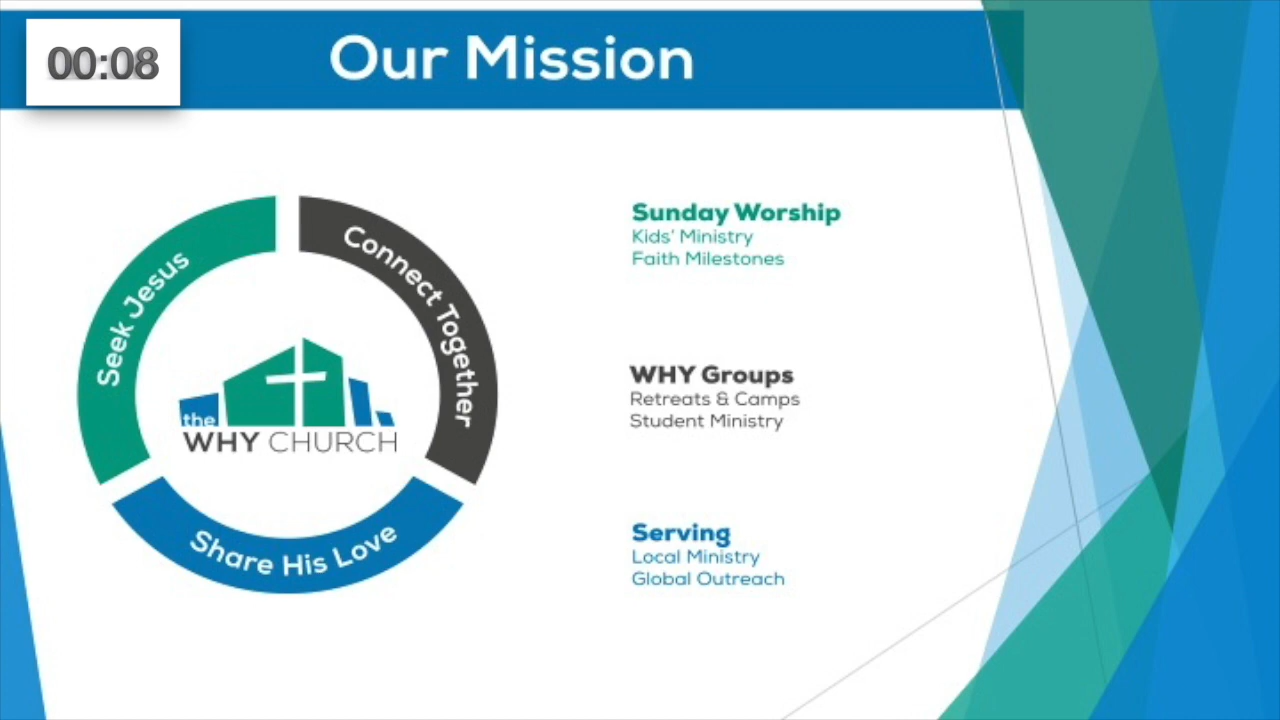 00:08
Our Mission
Seek Jesus
Connect Together
the
WHY CHURCH
Share His Love
Sunday Worship
Kids' Ministry
Faith Milestones
WHY Groups
Retreats & Camps
Student Ministry
Serving
Local Ministry
Global Outreach